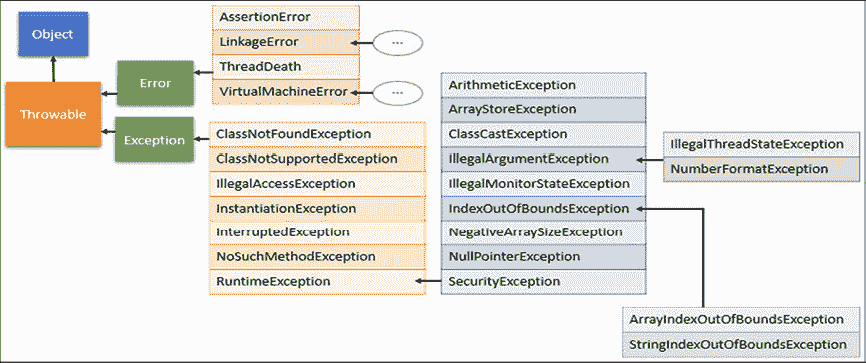 Object
Throwable
Error
Exception
AssertionError
LinkageError
...
ThreadDeath
VirtualMachineError
...
ClassNotFoundException
ClassNotSupportedException
IllegalAccessException
InstantiationException
InterruptedException
NoSuchMethodException
RuntimeException
ArithmeticException
ArrayStoreException
ClassCastException
IllegalArgumentException
IllegalMonitorStateException
IndexOutOfBoundsException
NegativeArraySizeException
NullPointerException
SecurityException
IllegalThreadStateException
NumberFormatException
ArrayIndexOutOfBoundsException
StringIndexOutOfBoundsException